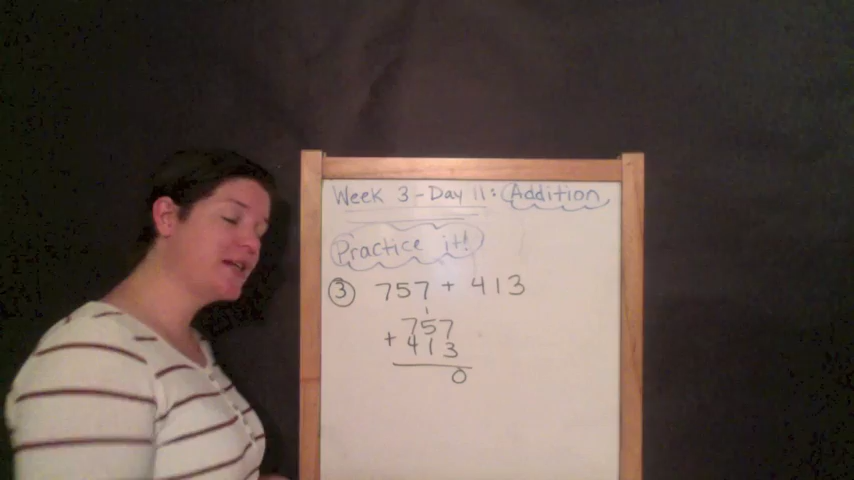 Week 3 - Day 11: Addition
Practice it!
3 757 + 413
1
757
+ 413
0